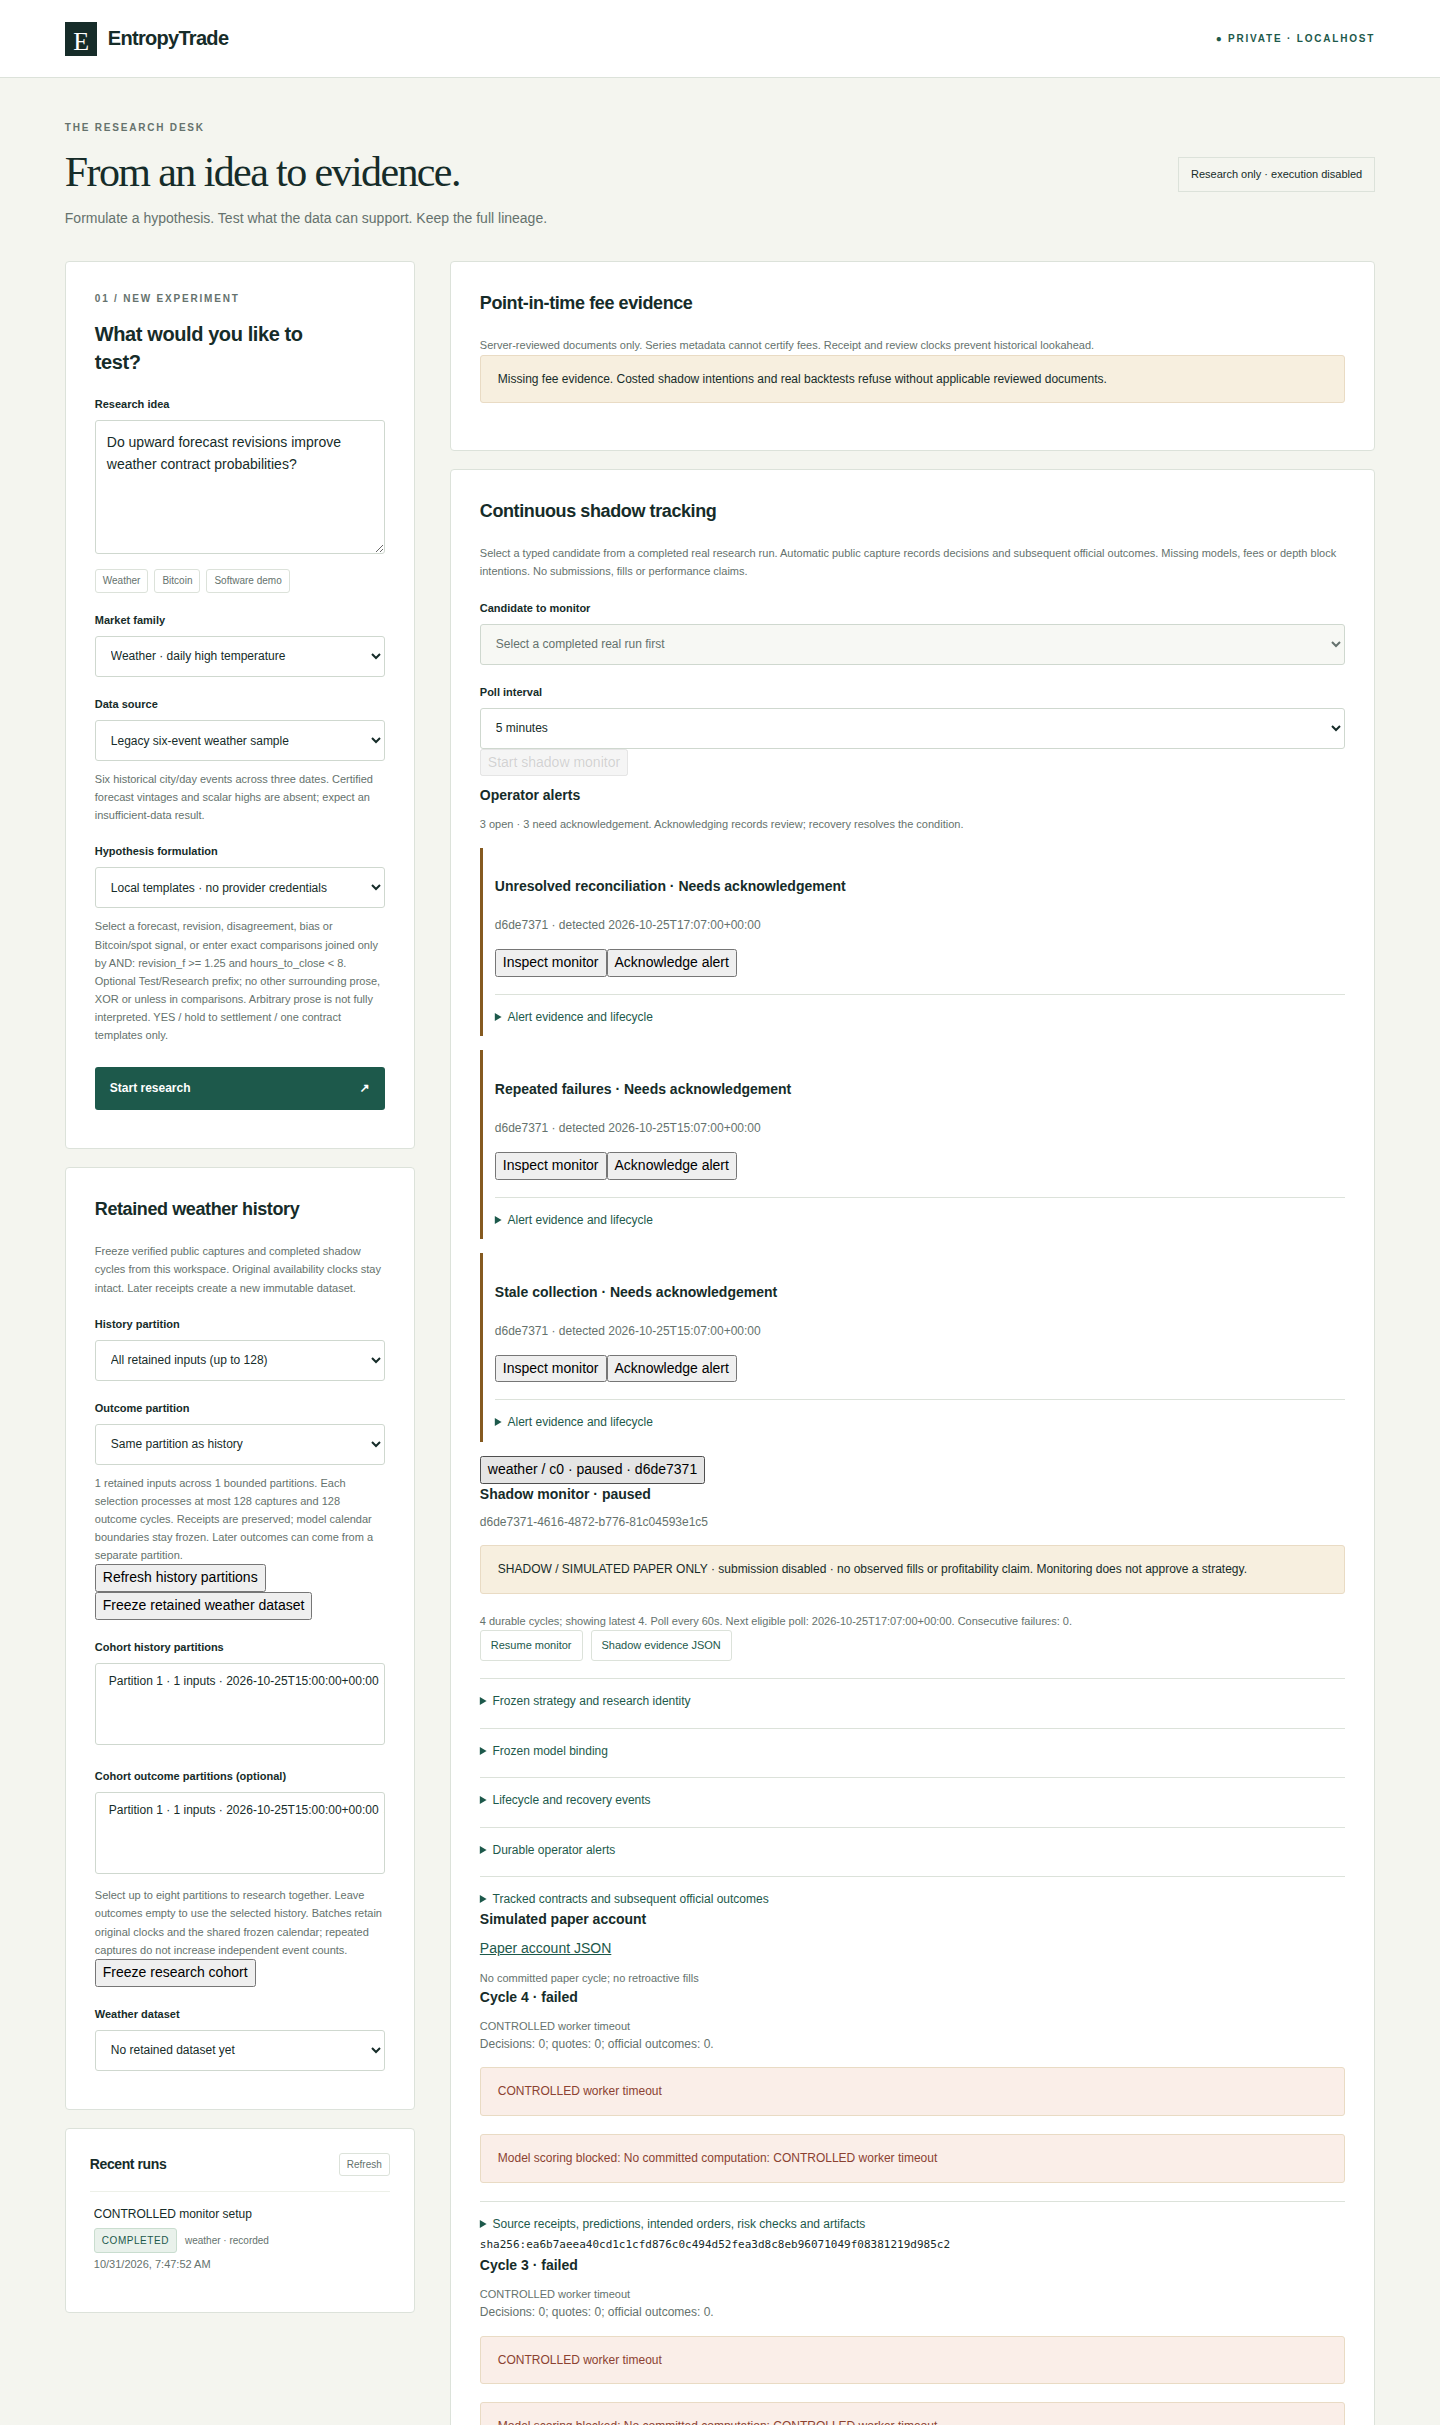 E EntropyTrade
● PRIVATE · LOCALHOST
THE RESEARCH DESK
From an idea to evidence.
Research only · execution disabled
Formulate a hypothesis. Test what the data can support. Keep the full lineage.
01 / NEW EXPERIMENT
What would you like to
test?
Research idea
Do upward forecast revisions improve
weather contract probabilities?
Weather Bitcoin Software demo
Market family
Weather · daily high temperature
Data source
Legacy six-event weather sample
Six historical city/day events across three dates. Certified
forecast vintages and scalar highs are absent; expect an
insufficient-data result.
Hypothesis formulation
Local templates · no provider credentials
Select a forecast, revision, disagreement, bias or
Bitcoin/spot signal, or enter exact comparisons joined only
by AND: revision_f >= 1.25 and hours_to_close < 8.
Optional Test/Research prefix; no other surrounding prose,
XOR or unless in comparisons. Arbitrary prose is not fully
interpreted. YES / hold to settlement / one contract
templates only.
Start research ↗
Retained weather history
Freeze verified public captures and completed shadow
cycles from this workspace. Original availability clocks stay
intact. Later receipts create a new immutable dataset.
History partition
All retained inputs (up to 128)
Outcome partition
Same partition as history
1 retained inputs across 1 bounded partitions. Each
selection processes at most 128 captures and 128
outcome cycles. Receipts are preserved; model calendar
boundaries stay frozen. Later outcomes can come from a
separate partition.
Refresh history partitions
Freeze retained weather dataset
Cohort history partitions
Partition 1 · 1 inputs · 2026-10-25T15:00:00+00:00
Cohort outcome partitions (optional)
Partition 1 · 1 inputs · 2026-10-25T15:00:00+00:00
Select up to eight partitions to research together. Leave
outcomes empty to use the selected history. Batches retain
original clocks and the shared frozen calendar; repeated
captures do not increase independent event counts.
Freeze research cohort
Weather dataset
No retained dataset yet
Recent runs
Refresh
CONTROLLED monitor setup
COMPLETED weather · recorded
10/31/2026, 7:47:52 AM
Point-in-time fee evidence
Server-reviewed documents only. Series metadata cannot certify fees. Receipt and review clocks prevent historical lookahead.
Missing fee evidence. Costed shadow intentions and real backtests refuse without applicable reviewed documents.
Continuous shadow tracking
Select a typed candidate from a completed real research run. Automatic public capture records decisions and subsequent official outcomes. Missing models, fees or depth block
intentions. No submissions, fills or performance claims.
Candidate to monitor
Select a completed real run first
Poll interval
5 minutes
Start shadow monitor
Operator alerts
3 open · 3 need acknowledgement. Acknowledging records review; recovery resolves the condition.
Unresolved reconciliation · Needs acknowledgement
d6de7371 · detected 2026-10-25T17:07:00+00:00
Inspect monitor Acknowledge alert
▶ Alert evidence and lifecycle
Repeated failures · Needs acknowledgement
d6de7371 · detected 2026-10-25T15:07:00+00:00
Inspect monitor Acknowledge alert
▶ Alert evidence and lifecycle
Stale collection · Needs acknowledgement
d6de7371 · detected 2026-10-25T15:07:00+00:00
Inspect monitor Acknowledge alert
▶ Alert evidence and lifecycle
weather / c0 · paused · d6de7371
Shadow monitor · paused
d6de7371-4616-4872-b776-81c04593e1c5
SHADOW / SIMULATED PAPER ONLY · submission disabled · no observed fills or profitability claim. Monitoring does not approve a strategy.
4 durable cycles; showing latest 4. Poll every 60s. Next eligible poll: 2026-10-25T17:07:00+00:00. Consecutive failures: 0.
Resume monitor Shadow evidence JSON
▶ Frozen strategy and research identity
▶ Frozen model binding
▶ Lifecycle and recovery events
▶ Durable operator alerts
▶ Tracked contracts and subsequent official outcomes
Simulated paper account
Paper account JSON
No committed paper cycle; no retroactive fills
Cycle 4 · failed
CONTROLLED worker timeout
Decisions: 0; quotes: 0; official outcomes: 0.
CONTROLLED worker timeout
Model scoring blocked: No committed computation: CONTROLLED worker timeout
▶ Source receipts, predictions, intended orders, risk checks and artifacts
sha256:ea6b7aeea40cd1c1cfd876c0c494d52fea3d8c8eb96071049f08381219d985c2
Cycle 3 · failed
CONTROLLED worker timeout
Decisions: 0; quotes: 0; official outcomes: 0.
CONTROLLED worker timeout
Model scoring blocked: No committed computation: CONTROLLED worker timeout